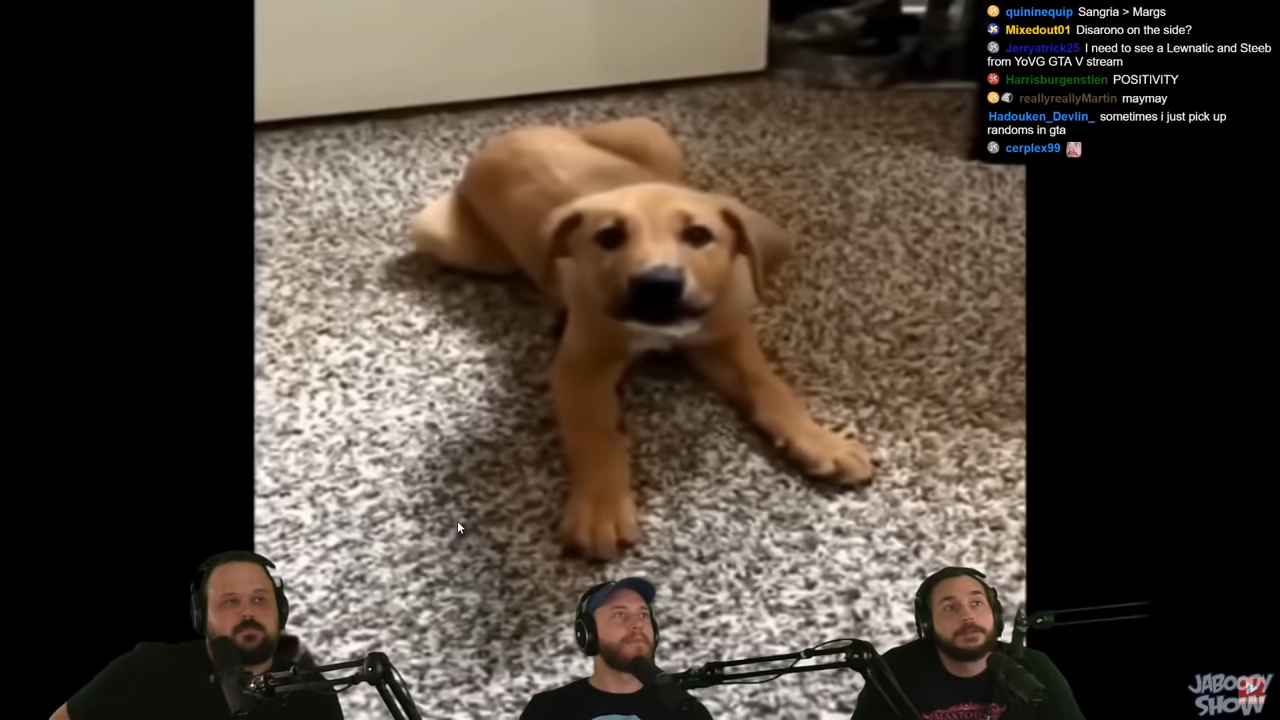 quininequip Sangria > Margs
Mixedout01 Disarono on the side?
Jerryatrick25 I need to see a Lewnatic and Steeb
from YoVG GTA V stream
Harrisburgenstien POSITIVITY
reallyreallyMartin maymay
Hadouken_Devlin_ sometimes i just pick up
randoms in gta
cerplex99
JABOODY
SHOW